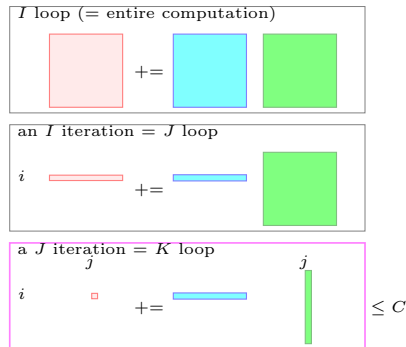 I loop (= entire computation)
+=
an I iteration = J loop
i
+=
a J iteration = K loop
j j
i
+= ≤ C